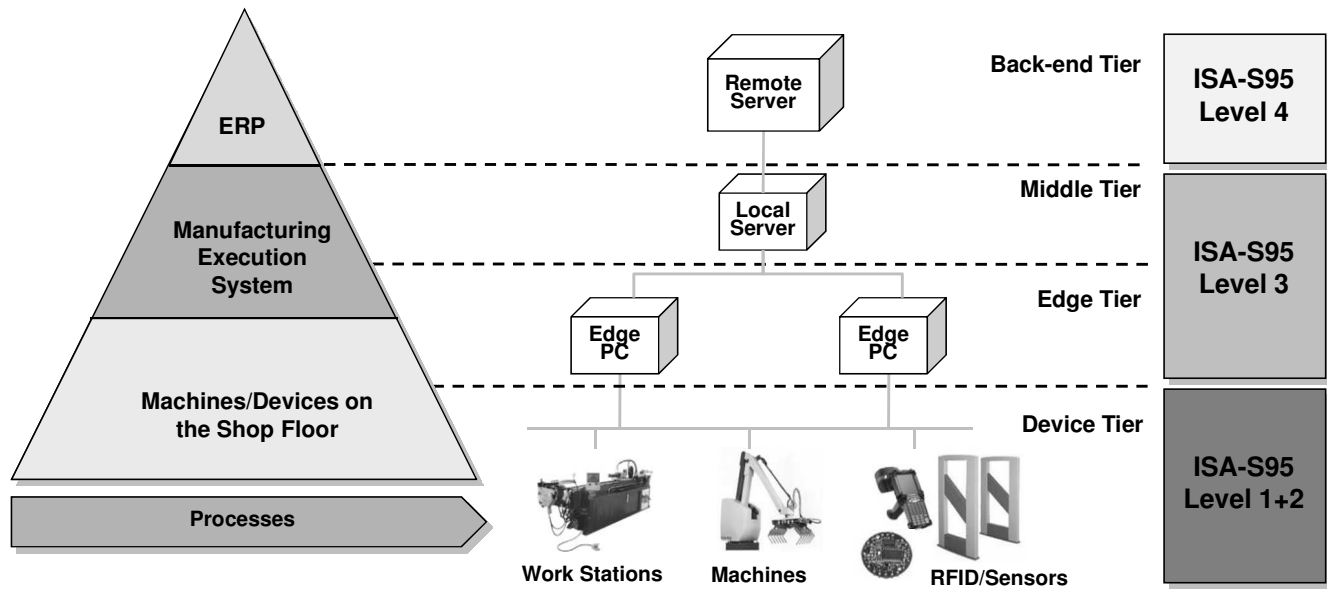 ERP
Manufacturing
Execution
System
Machines/Devices on
the Shop Floor
Processes
Remote
Server
Local
Server
Edge
PC
Edge
PC
Work Stations
Machines
RFID/Sensors
Back-end Tier
Middle Tier
Edge Tier
Device Tier
ISA-S95
Level 4
ISA-S95
Level 3
ISA-S95
Level 1+2